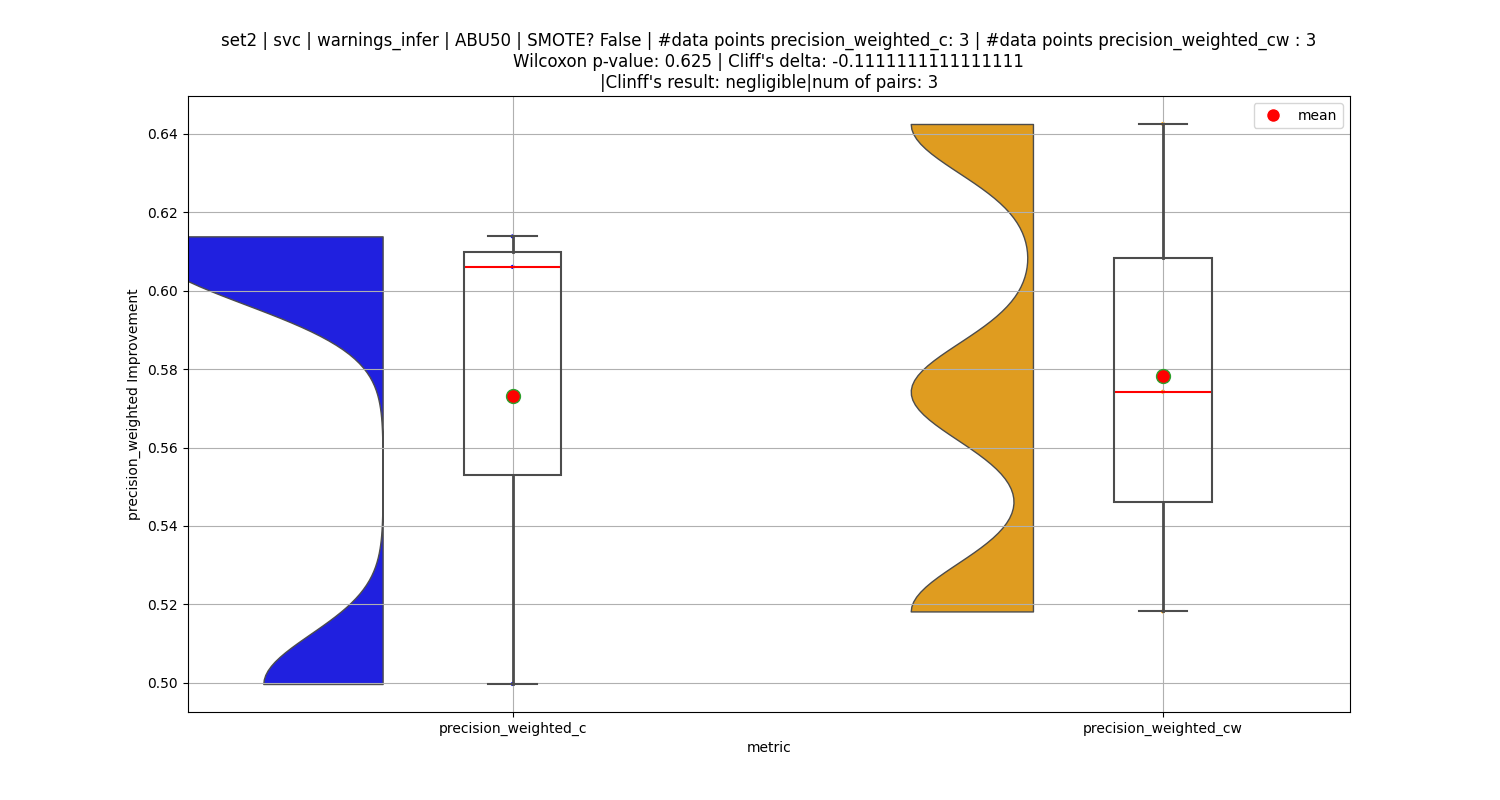 set2 | svc | warnings_infer | ABU50 | SMOTE? False | #data points precision_weighted_c: 3 | #data points precision_weighted_cw : 3
Wilcoxon p-value: 0.625 | Cliff's delta: -0.1111111111111111
|Clinff's result: negligible|num of pairs: 3
mean
0.64
0.62
0.60
0.58
0.56
0.54
0.52
0.50
precision_weighted Improvement
precision_weighted_c
precision_weighted_cw
metric